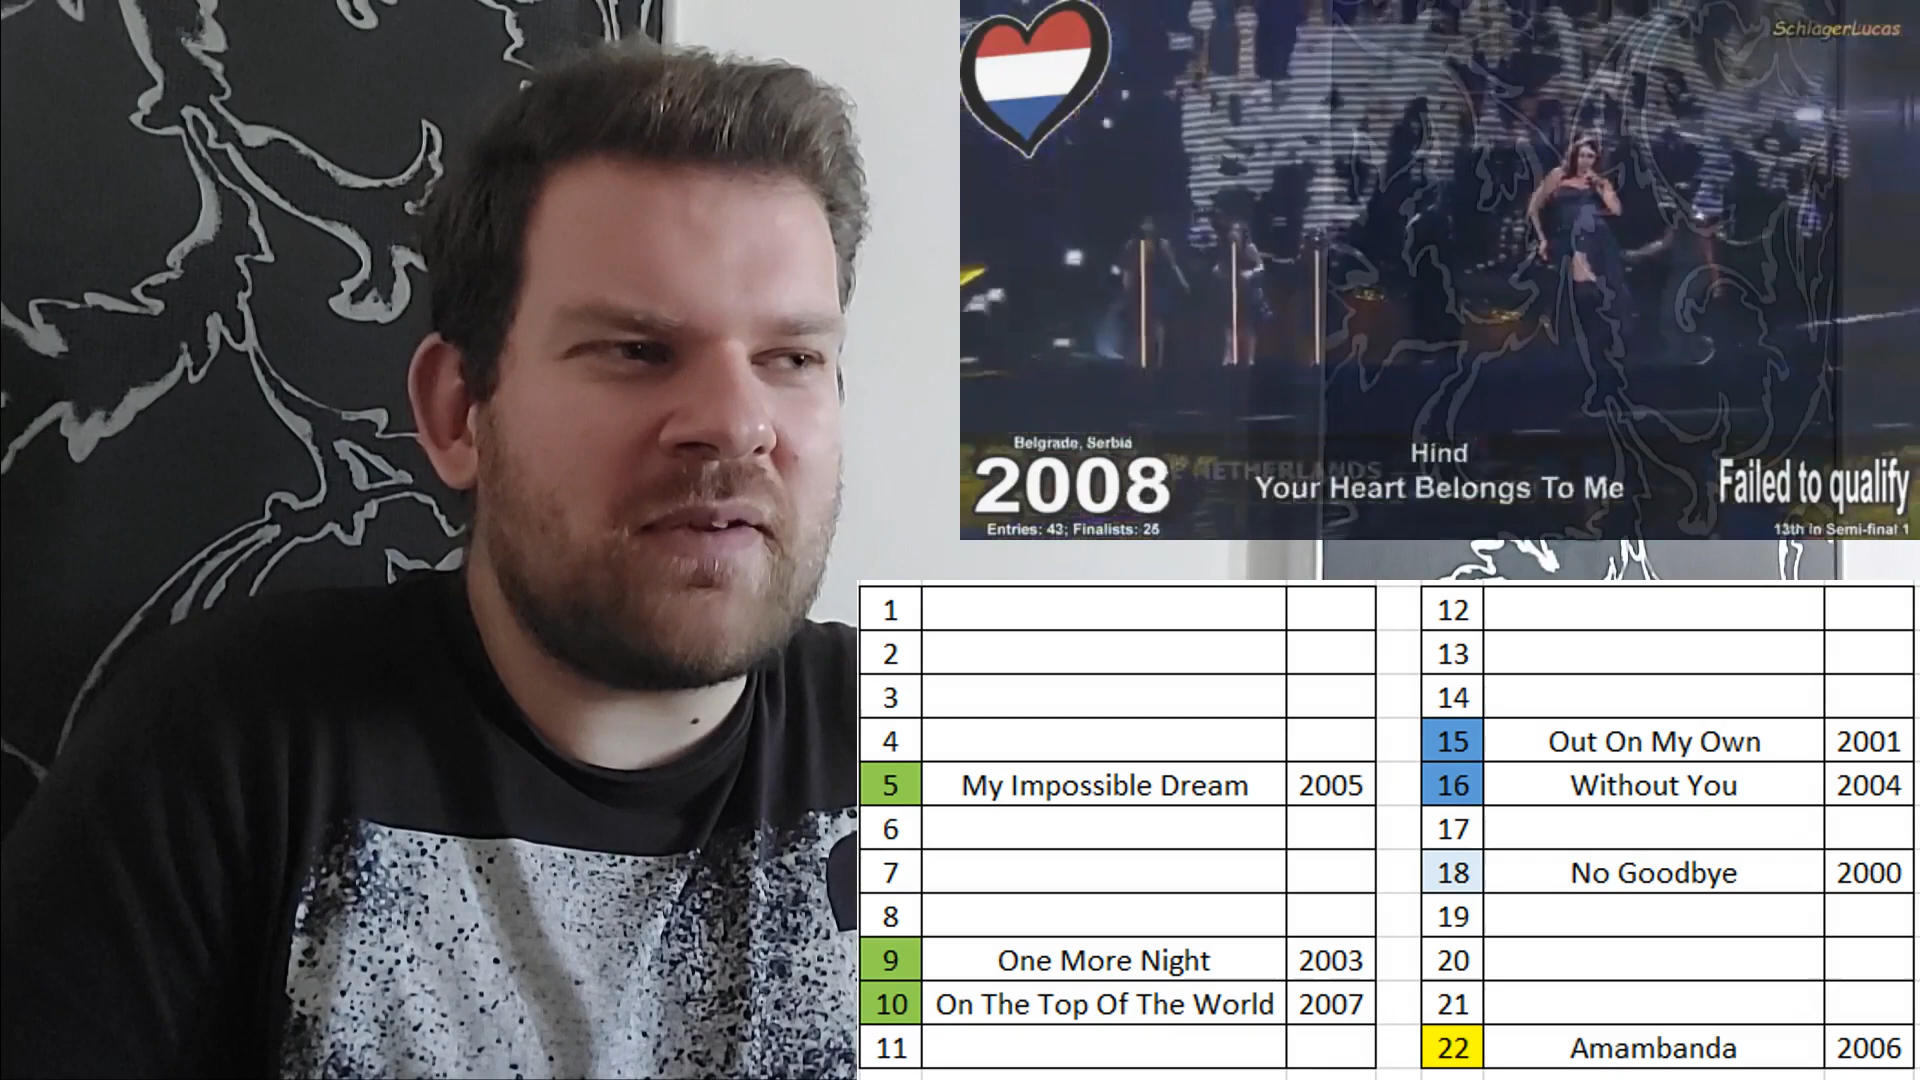 SchlagerLucas
Belgrade, Serbia
2008
Entries: 43; Finalists: 25
NETHERLANDS
Hind
Your Heart Belongs To Me
Failed to qualify
13th in Semi-final 1
1
2
3
4
5 My Impossible Dream 2005
6
7
8
9 One More Night 2003
10 On The Top Of The World 2007
11
12
13
14
15 Out On My Own 2001
16 Without You 2004
17
18 No Goodbye 2000
19
20
21
22 Amambanda 2006